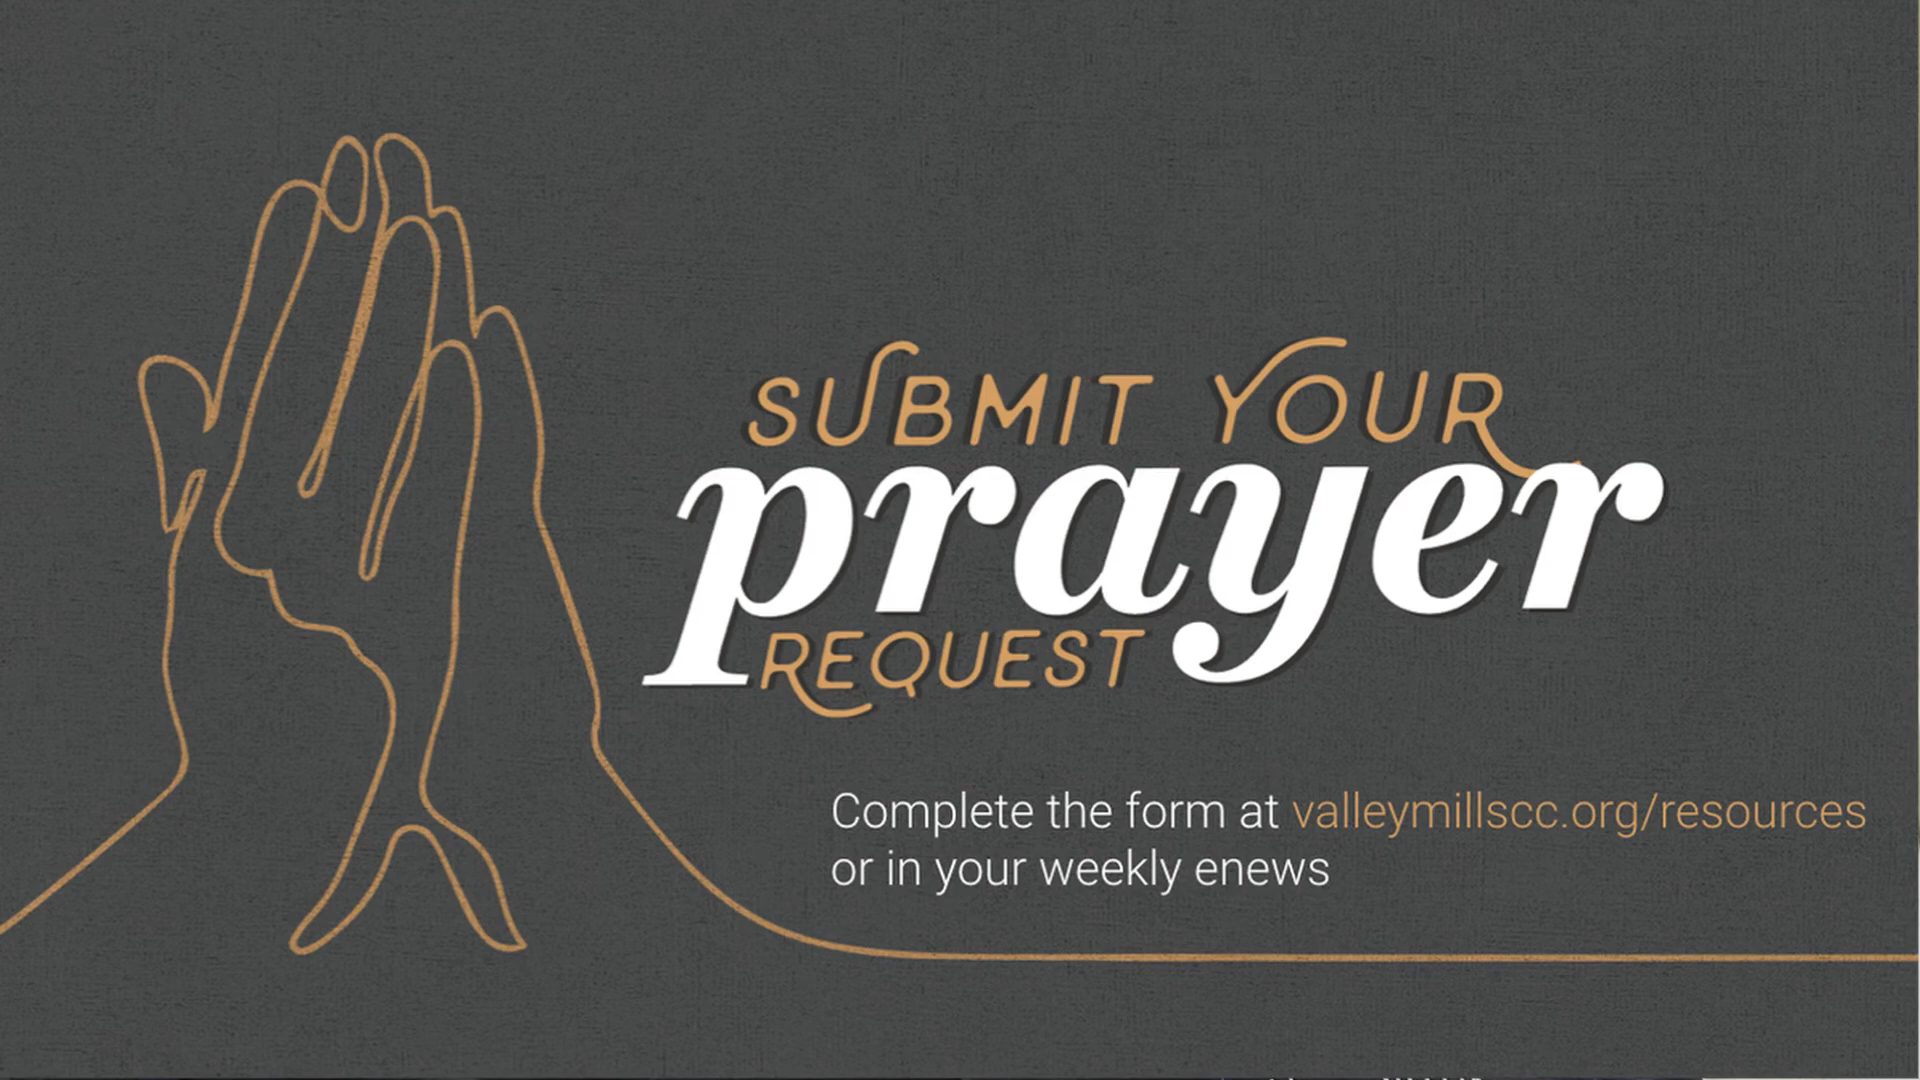 SUBMIT YOUR
prayer
REQUEST
Complete the form at valleymillscc.org/resources
or in your weekly enews